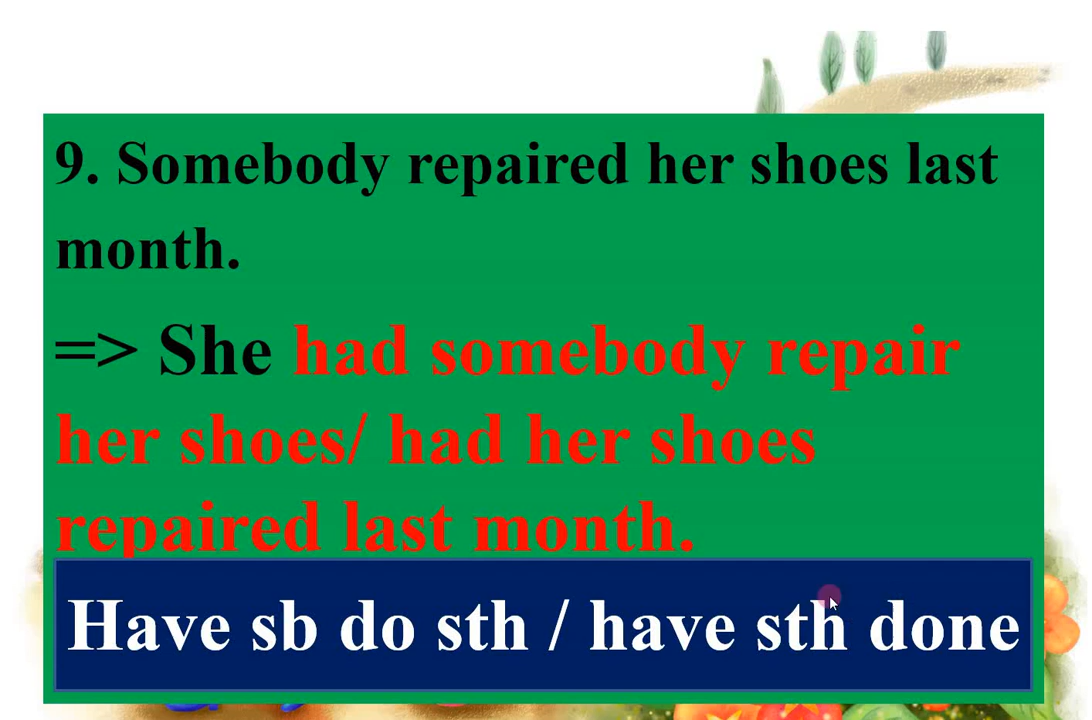 9. Somebody repaired her shoes last
month.
=> She had somebody repair
her shoes/ had her shoes
repaired last month.
Have sb do sth / have sth done